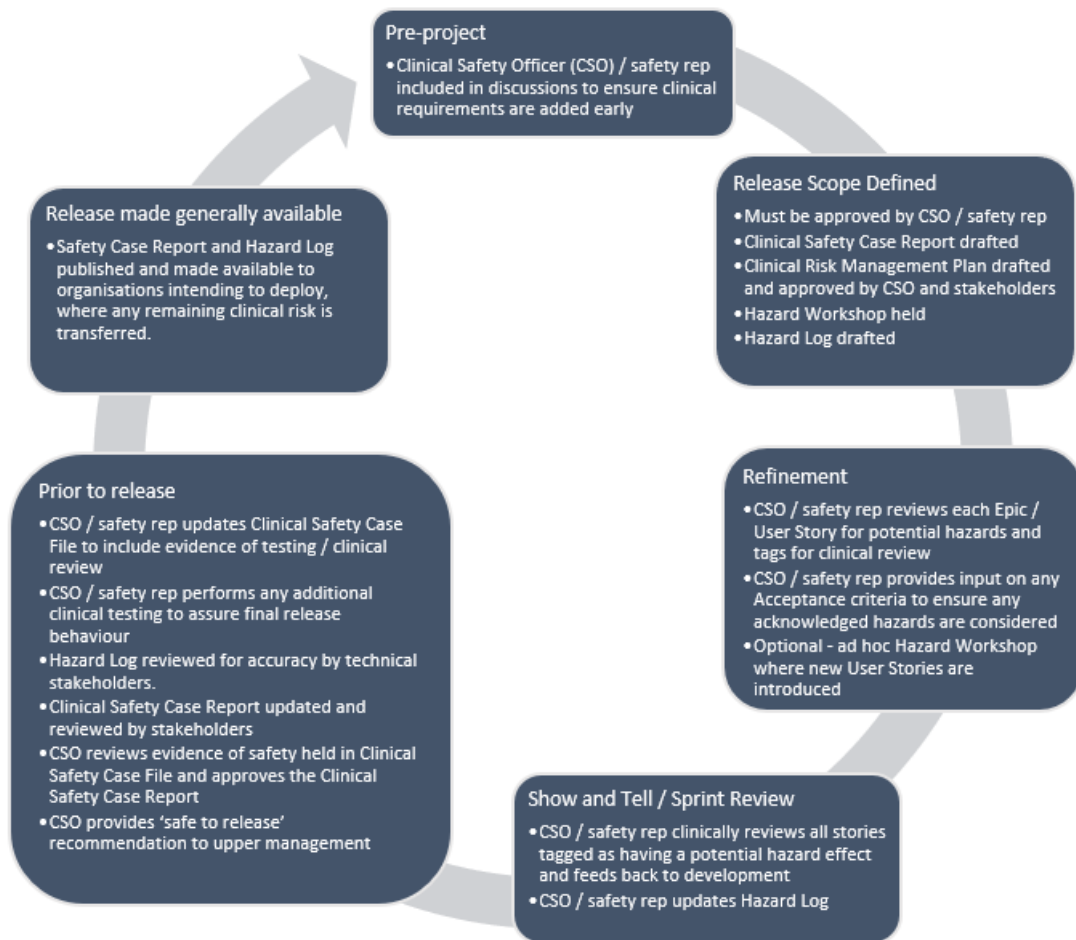 Pre-project
•Clinical Safety Officer (CSO) / safety rep
included in discussions to ensure clinical
requirements are added early
Release Scope Defined
•Must be approved by CSO / safety rep
•Clinical Safety Case Report drafted
•Clinical Risk Management Plan drafted
and approved by CSO and stakeholders
•Hazard Workshop held
•Hazard Log drafted
Refinement
•CSO / safety rep reviews each Epic /
User Story for potential hazards and
tags for clinical review
•CSO / safety rep provides input on any
Acceptance criteria to ensure any
acknowledged hazards are considered
•Optional - ad hoc Hazard Workshop
where new User Stories are
introduced
Show and Tell / Sprint Review
•CSO / safety rep clinically reviews all stories
tagged as having a potential hazard effect
and feeds back to development
•CSO / safety rep updates Hazard Log
Prior to release
•CSO / safety rep updates Clinical Safety Case
File to include evidence of testing / clinical
review
•CSO / safety rep performs any additional
clinical testing to assure final release
behaviour
•Hazard Log reviewed for accuracy by technical
stakeholders.
•Clinical Safety Case Report updated and
reviewed by stakeholders
•CSO reviews evidence of safety held in Clinical
Safety Case File and approves the Clinical
Safety Case Report
•CSO provides ‘safe to release’
recommendation to upper management
Release made generally available
•Safety Case Report and Hazard Log
published and made available to
organisations intending to deploy,
where any remaining clinical risk is
transferred.